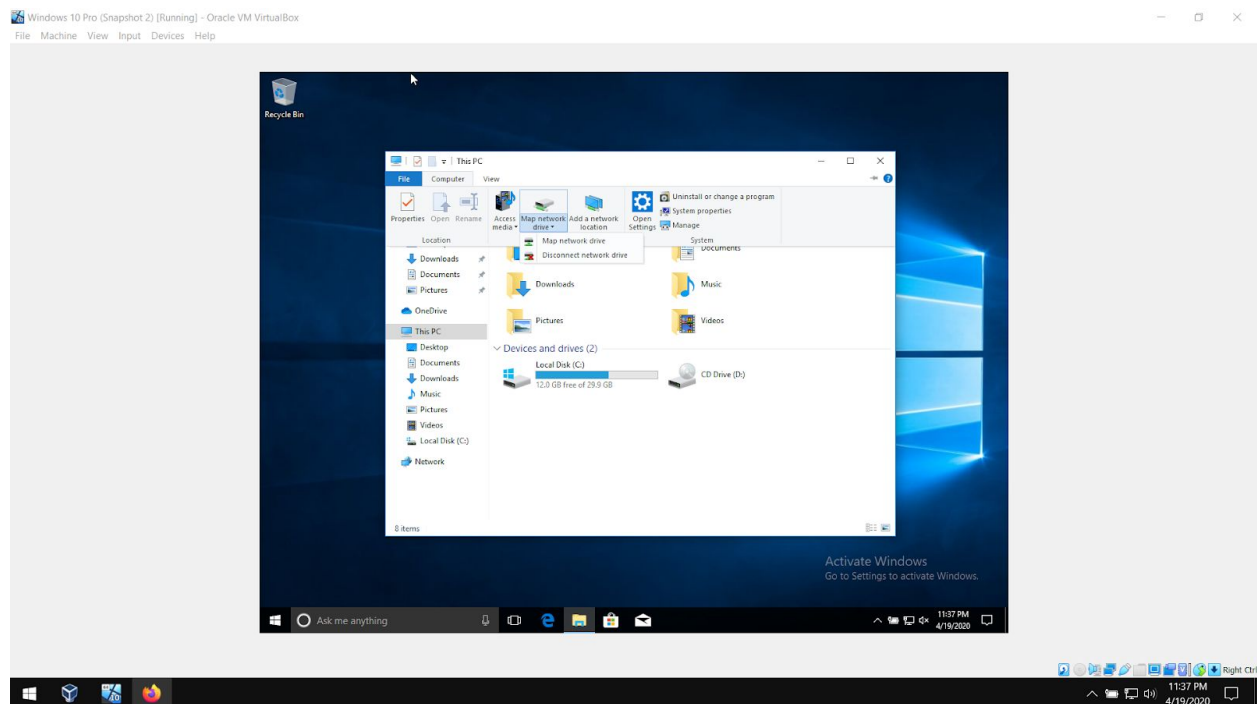 Windows 10 Pro (Snapshot 2) [Running] - Oracle VM VirtualBox
File Machine View Input Devices Help
Recycle Bin
This PC
File Computer View
Properties Open Rename
Access media
Map network drive
Add a network location
Open Settings
Uninstall or change a program
System properties
Manage
Location
System
Map network drive
Disconnect network drive
Downloads
Documents
Pictures
OneDrive
This PC
Desktop
Documents
Downloads
Music
Pictures
Videos
Local Disk (C:)
Network
Documents
Downloads
Music
Pictures
Videos
Devices and drives (2)
Local Disk (C:)
12.0 GB free of 29.9 GB
CD Drive (D:)
8 items
Activate Windows
Go to Settings to activate Windows.
Ask me anything
11:37 PM
4/19/2020
Right Ctrl
11:37 PM
4/19/2020